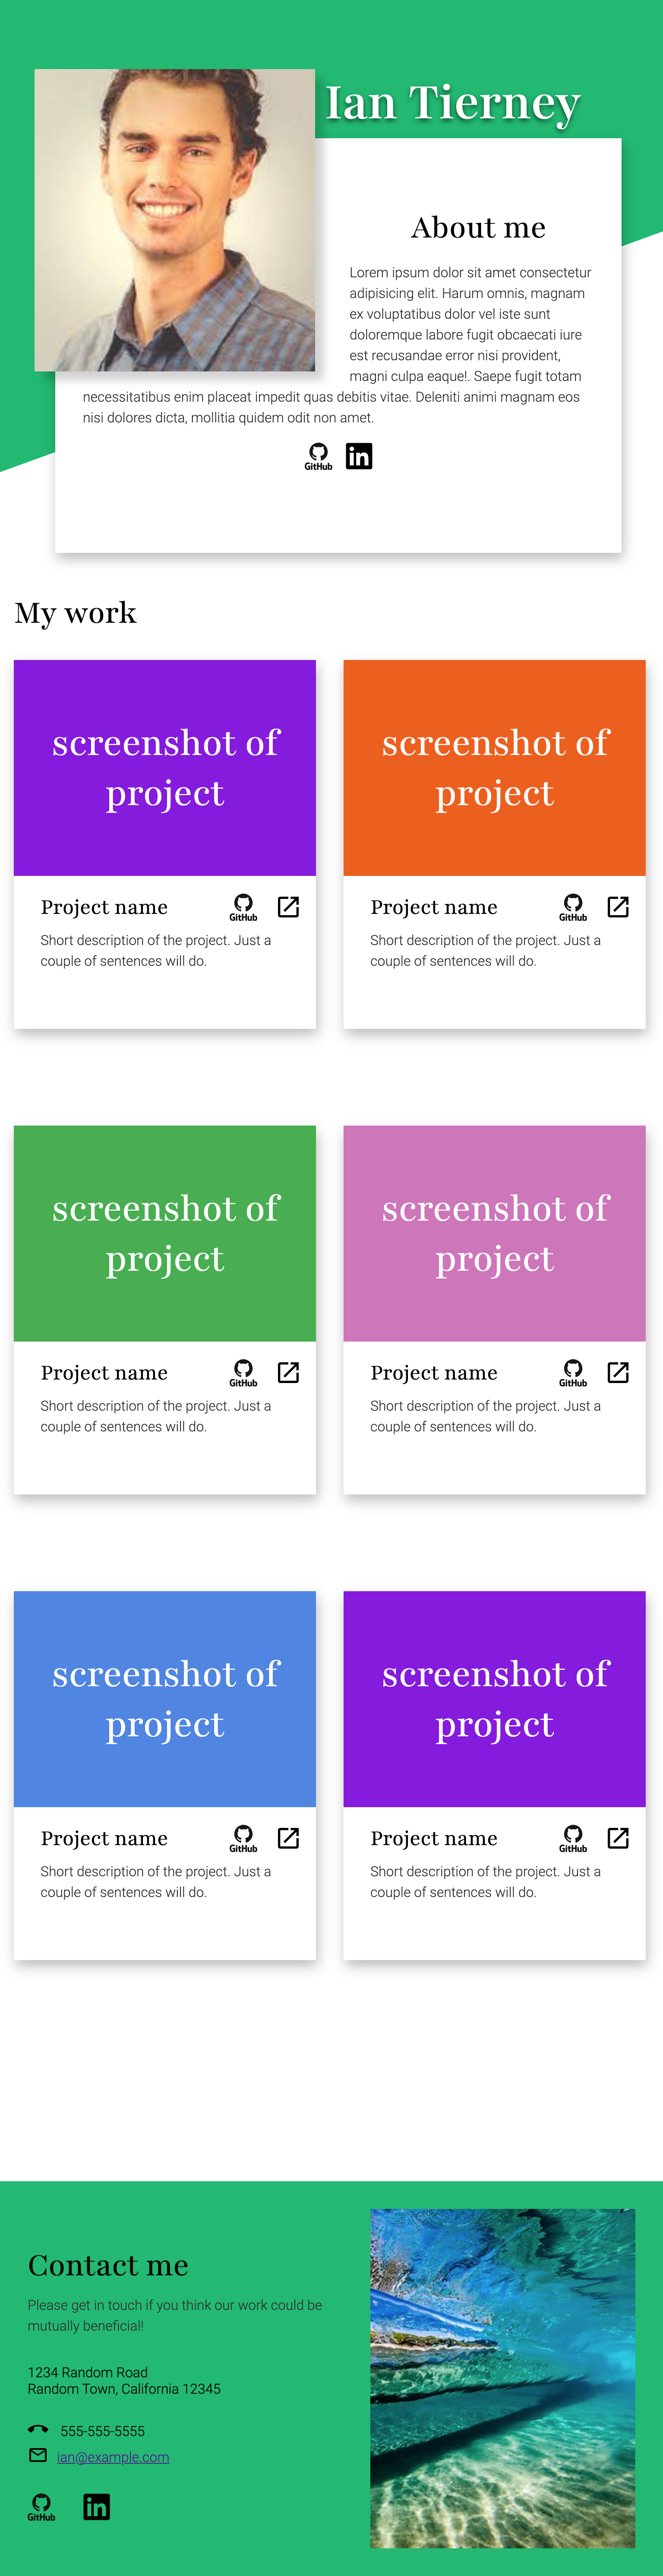 Ian Tierney
About me
Lorem ipsum dolor sit amet consectetur
adipisicing elit. Harum omnis, magnam
ex voluptatibus dolor vel iste sunt
doloremque labore fugit obcaecati iure
est recusandae error nisi provident,
magni culpa eaque!. Saepe fugit totam
necessitatibus enim placeat impedit quas debitis vitae. Deleniti animi magnam eos
nisi dolores dicta, mollitia quidem odit non amet.
GitHub
in
My work
screenshot of
project
Project name
GitHub
Short description of the project. Just a
couple of sentences will do.
screenshot of
project
Project name
GitHub
Short description of the project. Just a
couple of sentences will do.
screenshot of
project
Project name
GitHub
Short description of the project. Just a
couple of sentences will do.
screenshot of
project
Project name
GitHub
Short description of the project. Just a
couple of sentences will do.
screenshot of
project
Project name
GitHub
Short description of the project. Just a
couple of sentences will do.
screenshot of
project
Project name
GitHub
Short description of the project. Just a
couple of sentences will do.
Contact me
Please get in touch if you think our work could be
mutually beneficial!
1234 Random Road
Random Town, California 12345
555-555-5555
ian@example.com
GitHub
in